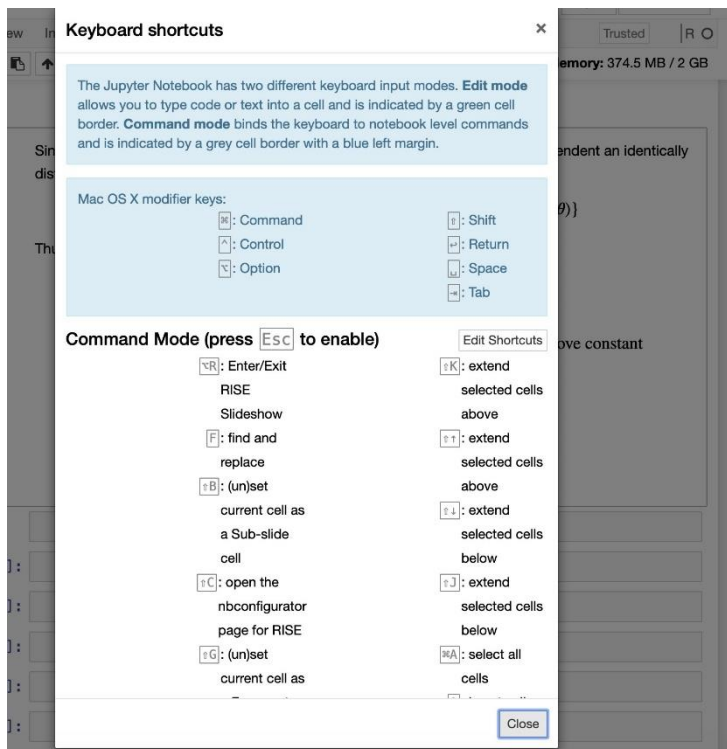 ew In
Trusted R
emory: 374.5 MB / 2 GB
Keyboard shortcuts ×
The Jupyter Notebook has two different keyboard input modes. Edit mode
allows you to type code or text into a cell and is indicated by a green cell
border. Command mode binds the keyboard to notebook level commands
and is indicated by a grey cell border with a blue left margin.
Sin
endent an identically
dis
θ)}
Thu
ove constant
Mac OS X modifier keys:
⌘: Command
^: Control
⌥: Option
⇧: Shift
↩: Return
␣: Space
⇥: Tab
Command Mode (press Esc to enable)
Edit Shortcuts
⌥R: Enter/Exit
RISE
Slideshow
F: find and
replace
⇧B: (un)set
current cell as
a Sub-slide
cell
⇧C: open the
nbconfigurator
page for RISE
⇧G: (un)set
current cell as
⇧K: extend
selected cells
above
⇧↑: extend
selected cells
above
⇧↓: extend
selected cells
below
⇧J: extend
selected cells
below
⌘A: select all
cells
]:
]:
]:
]:
]:
Close